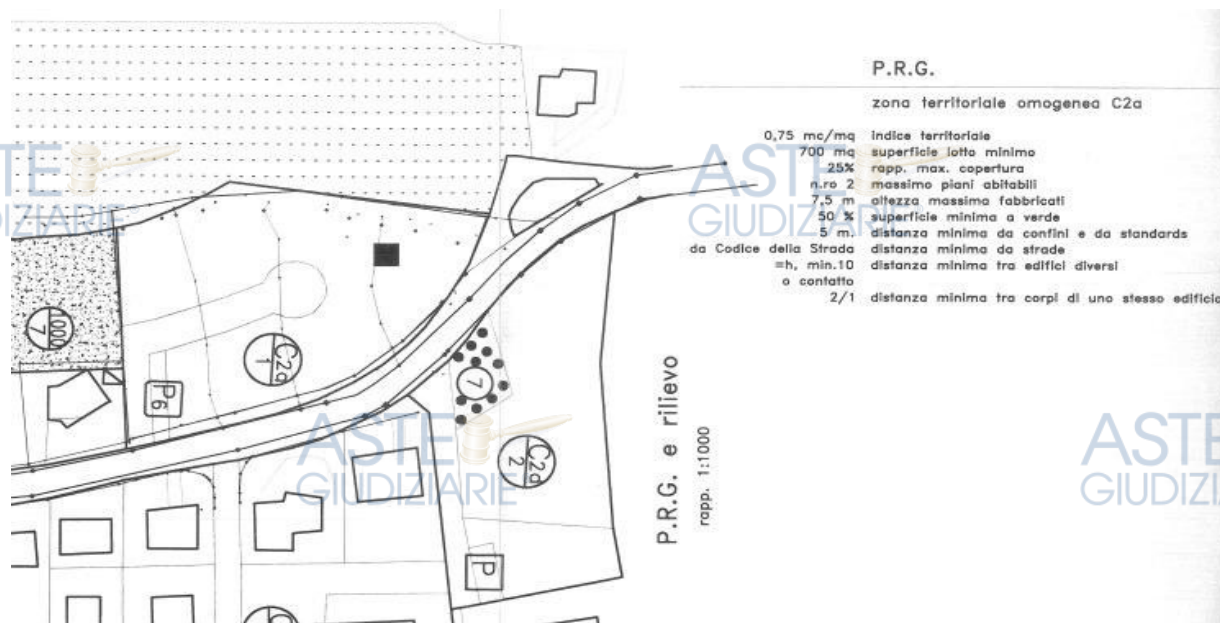 P.R.G.
zona territoriale omogenea C2a
0,75 mc/mq indice territoriale
700 mq superficie lotto minimo
25% rapp. max. copertura
n.ro 2 massimo piani abitabili
7,5 m altezza massima fabbricati
50 % superficie minima a verde
5 m. distanza minima da confini e da standards
da Codice della Strada distanza minima da strade
=h, min.10 distanza minima tra edifici diversi
o contatto
2/1 distanza minima tra corpi di uno stesso edificio
P.R.G. e rilievo
rapp. 1:1000
1000
7
C2a
1
P6
7
C2a
2
P
ASTE
GIUDIZIARIE
ASTE
GIUDIZIARIE
ASTE
GIUDIZIARIE
ASTE
GIUDIZI